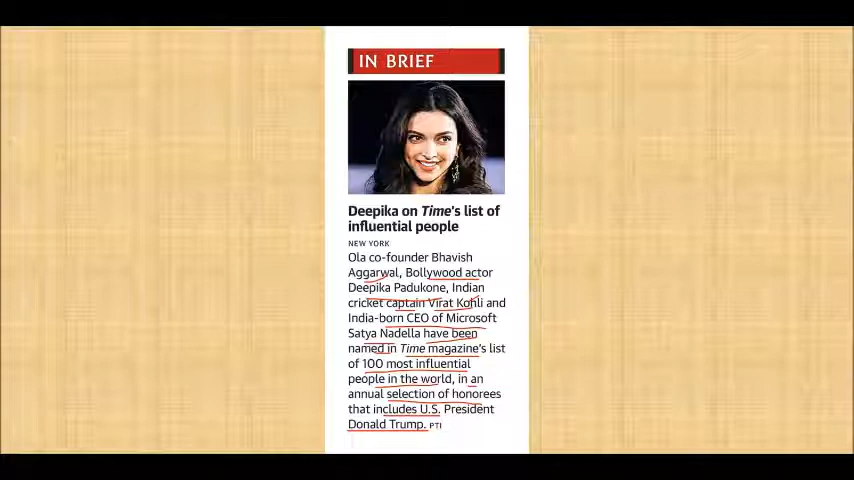 IN BRIEF
Deepika on Time's list of
influential people
NEW YORK
Ola co-founder Bhavish
Aggarwal, Bollywood actor
Deepika Padukone, Indian
cricket captain Virat Kohli and
India-born CEO of Microsoft
Satya Nadella have been
named in Time magazine's list
of 100 most influential
people in the world, in an
annual selection of honorees
that includes U.S. President
Donald Trump. PTI